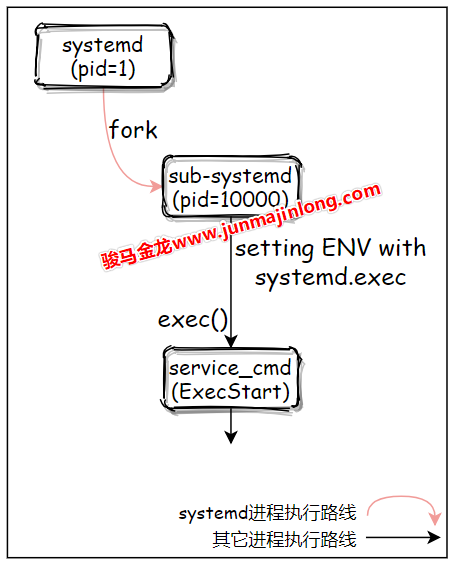 systemd
(pid=1)
fork
sub-systemd
(pid=10000)
骏马金龙www.junmajinlong.com
setting ENV with
systemd.exec
exec()
service_cmd
(ExecStart)
systemd进程执行路线
其它进程执行路线